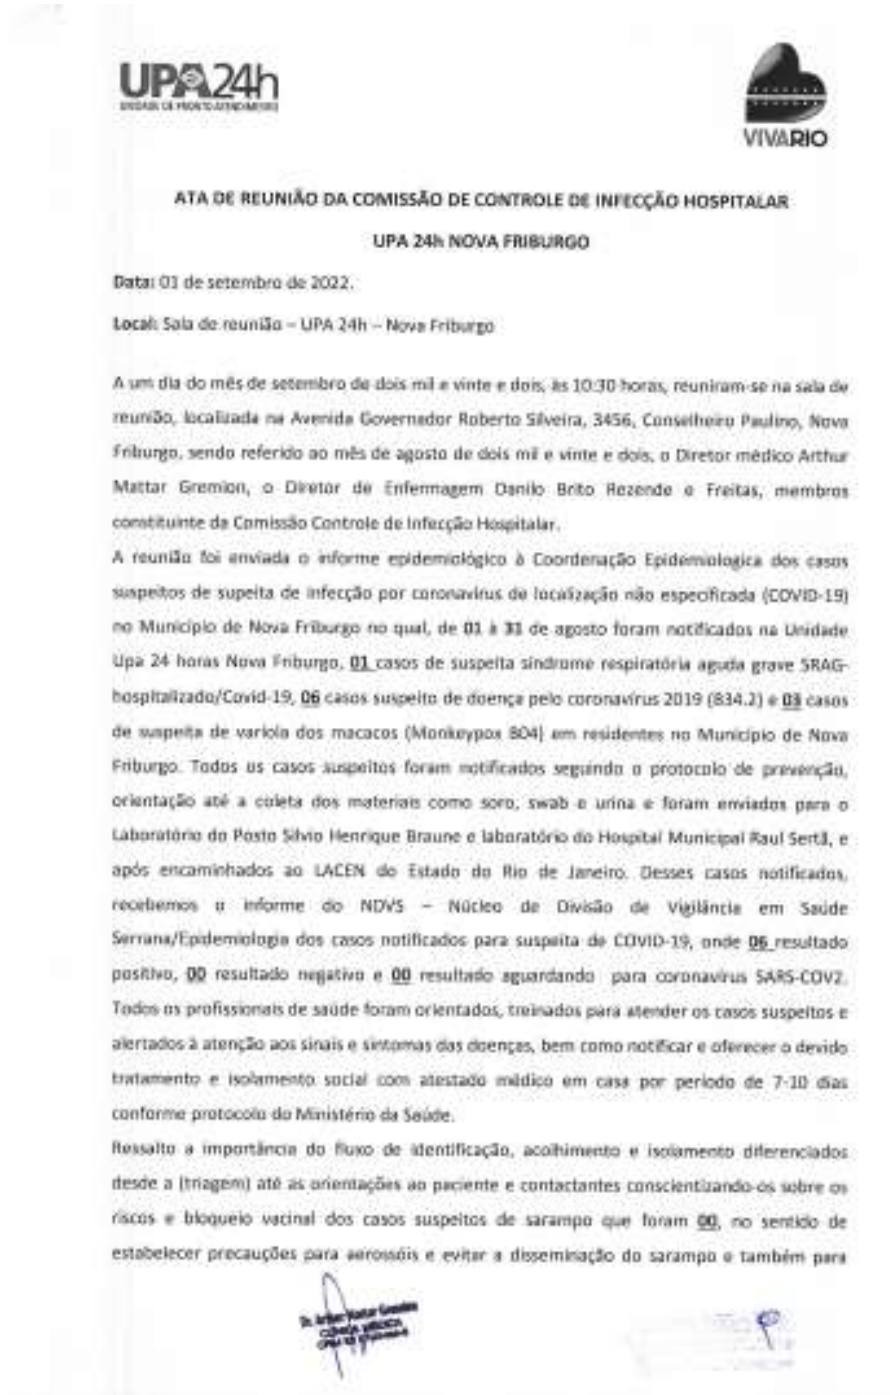 UPA24h
UNIDADE DE PRONTO ATENDIMENTO
VIVARIO
ATA DE REUNIÃO DA COMISSÃO DE CONTROLE DE INFECÇÃO HOSPITALAR
UPA 24h NOVA FRIBURGO
Data: 01 de setembro de 2022.
Local: Sala de reunião – UPA 24h – Nova Friburgo
A um dia do mês de setembro de dois mil e vinte e dois, às 10:30 horas, reuniram-se na sala de
reunião, localizada na Avenida Governador Roberto Silveira, 3456, Conselheiro Paulino, Nova
Friburgo, sendo referido ao mês de agosto de dois mil e vinte e dois, o Diretor médico Arthur
Mattar Gremion, o Diretor de Enfermagem Danilo Brito Rezende e Freitas, membros
constituinte da Comissão Controle de Infecção Hospitalar.
A reunião foi enviada o informe epidemiológico à Coordenação Epidemiologica dos casos
suspeitos de supeita de infecção por coronavírus de localização não especificada (COVID-19)
no Município de Nova Friburgo no qual, de 01 à 31 de agosto foram notificados na Unidade
Upa 24 horas Nova Friburgo, 01 casos de suspeita síndrome respiratória aguda grave SRAG-
hospitalizado/Covid-19, 06 casos suspeito de doença pelo coronavírus 2019 (B34.2) e 03 casos
de suspeita de varíola dos macacos (Monkeypox B04) em residentes no Município de Nova
Friburgo. Todos os casos suspeitos foram notificados seguindo o protocolo de prevenção,
orientação até a coleta dos materiais como soro, swab e urina e foram enviados para o
Laboratório do Posto Silvio Henrique Braune e laboratório do Hospital Municipal Raul Sertã, e
após encaminhados ao LACEN do Estado do Rio de Janeiro. Desses casos notificados,
recebemos o informe do NDVS – Núcleo de Divisão de Vigilância em Saúde
Serrana/Epidemiologia dos casos notificados para suspeita de COVID-19, onde 06 resultado
positivo, 00 resultado negativo e 00 resultado aguardando para coronavírus SARS-COV2.
Todos os profissionais de saúde foram orientados, treinados para atender os casos suspeitos e
alertados à atenção aos sinais e sintomas das doenças, bem como notificar e oferecer o devido
tratamento e isolamento social com atestado médico em casa por período de 7-10 dias
conforme protocolo do Ministério da Saúde.
Ressalto a importância do fluxo de identificação, acolhimento e isolamento diferenciados
desde a (triagem) até as orientações ao paciente e contactantes conscientizando-os sobre os
riscos e bloqueio vacinal dos casos suspeitos de sarampo que foram 00, no sentido de
estabelecer precauções para aerossóis e evitar a disseminação do sarampo e também para
Dr. Arthur Mattar Gremion